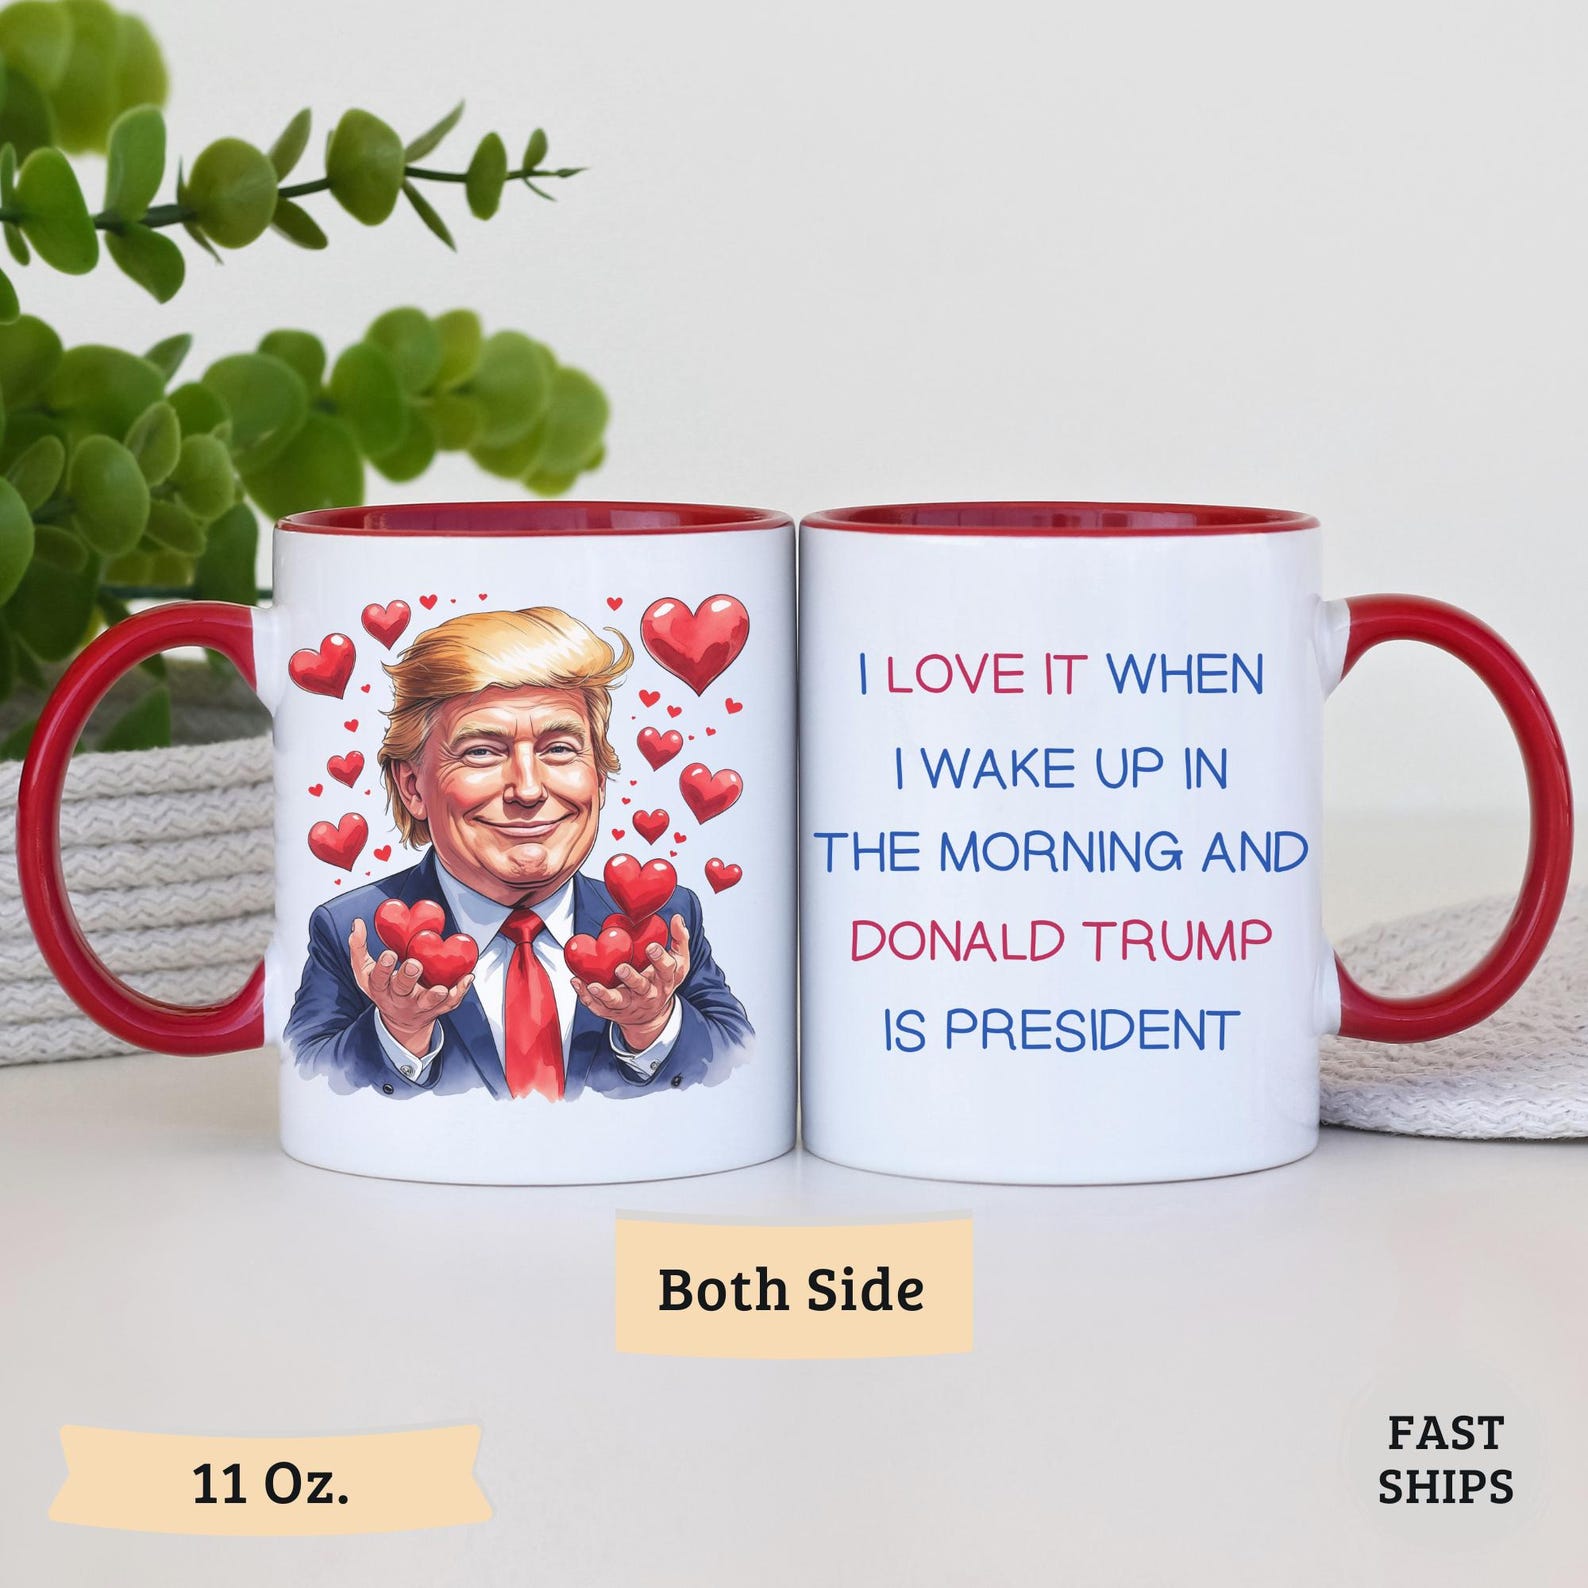 I LOVE IT WHEN
I WAKE UP IN
THE MORNING AND
DONALD TRUMP
IS PRESIDENT
Both Side
11 Oz.
FAST
SHIPS